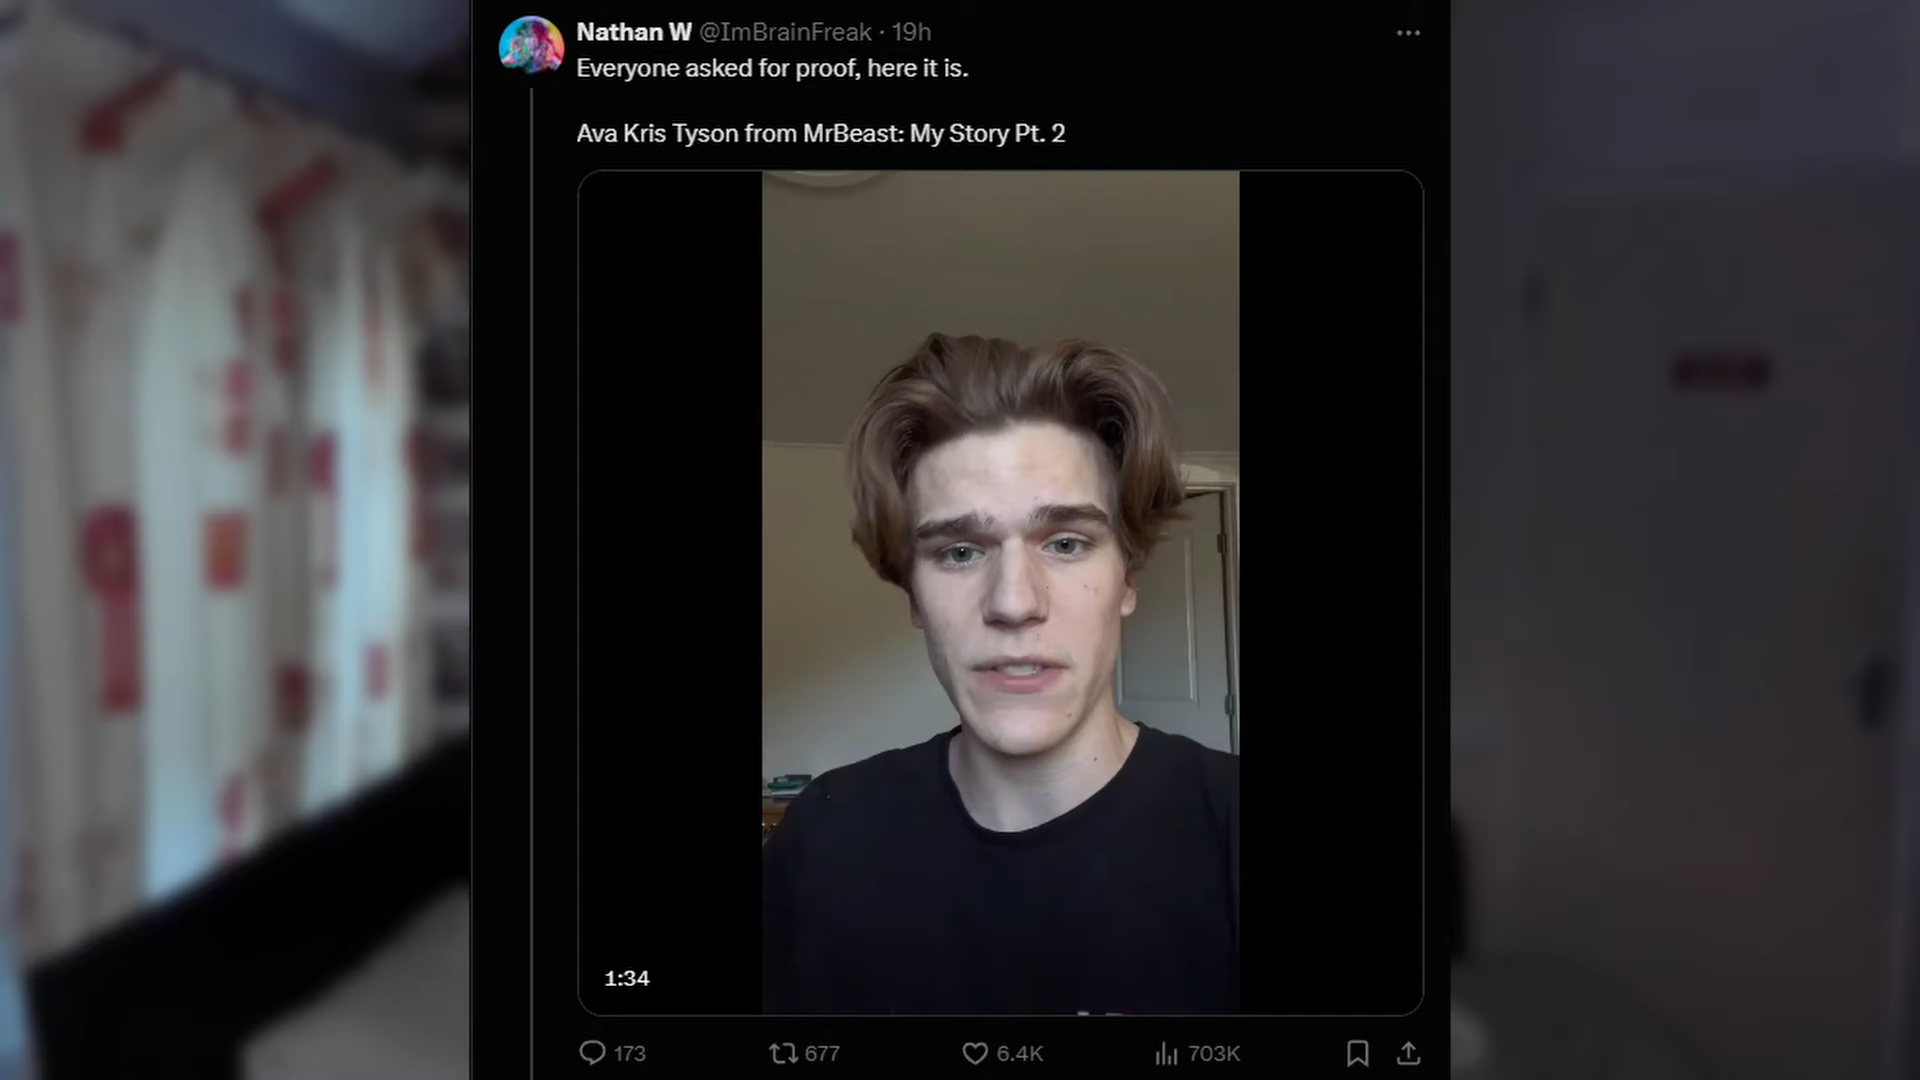 Nathan W @ImBrainFreak · 19h
Everyone asked for proof, here it is.
Ava Kris Tyson from MrBeast: My Story Pt. 2
1:34
173 677 6.4K 703K